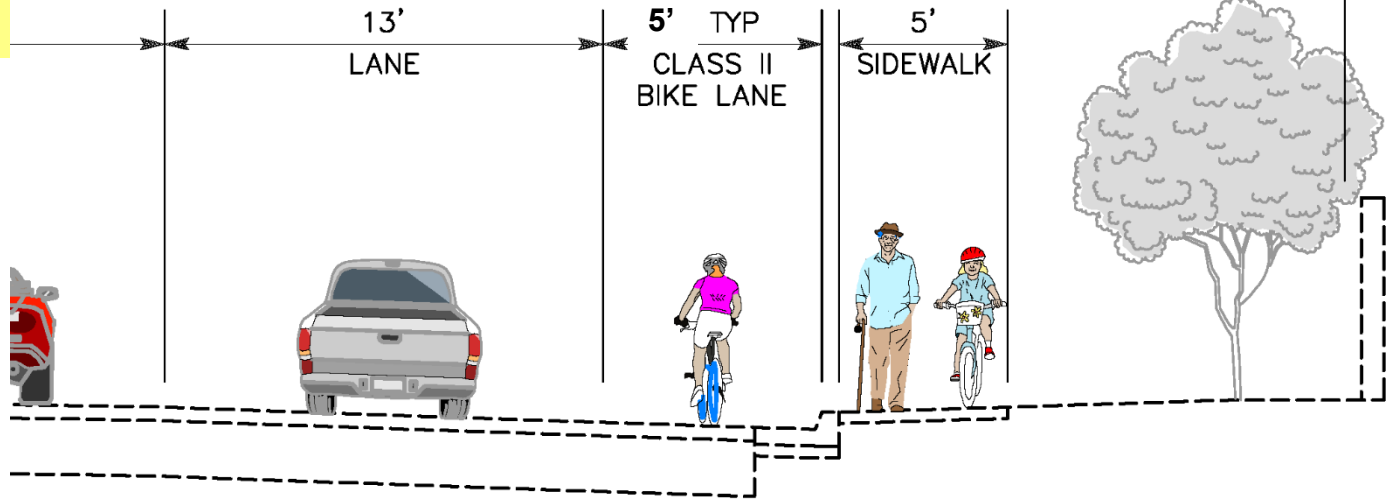 13'
LANE
5' TYP
CLASS II
BIKE LANE
5'
SIDEWALK